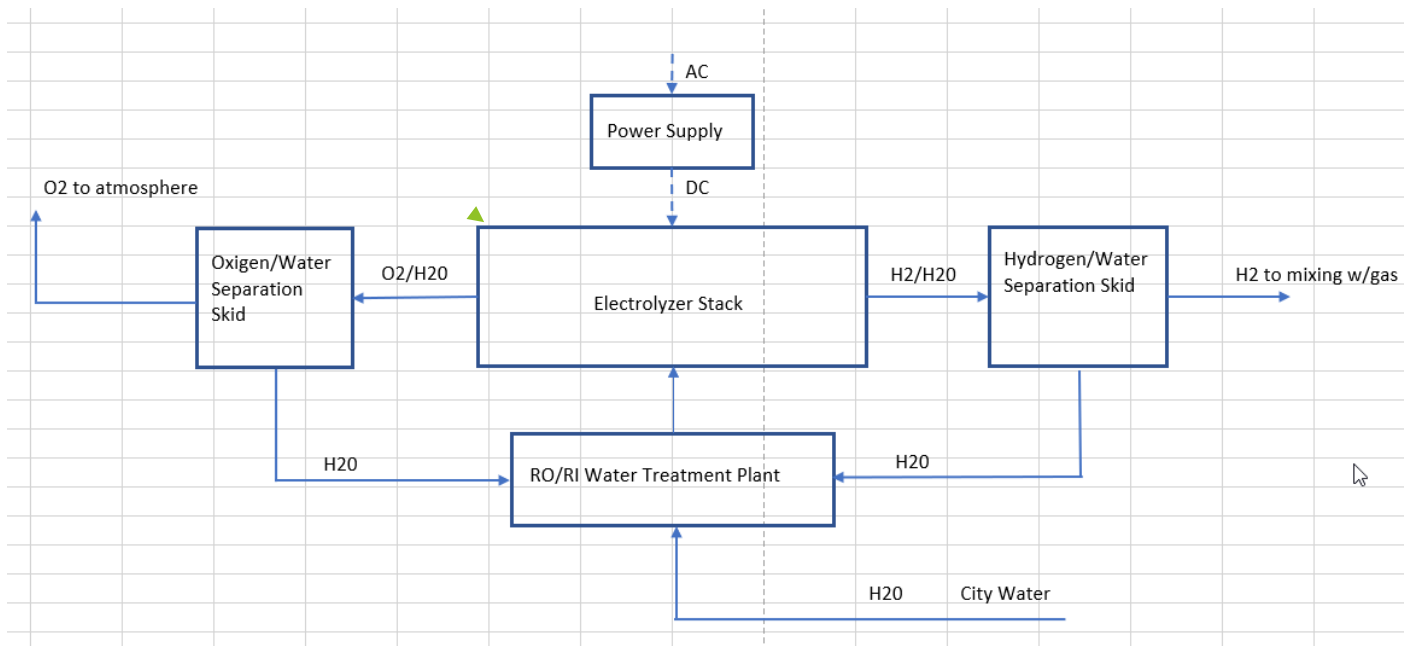 AC
Power Supply
DC
O2 to atmosphere
Oxigen/Water
Separation
Skid
O2/H20
Electrolyzer Stack
H2/H20
Hydrogen/Water
Separation Skid
H2 to mixing w/gas
H20
RO/RI Water Treatment Plant
H20
H20
City Water